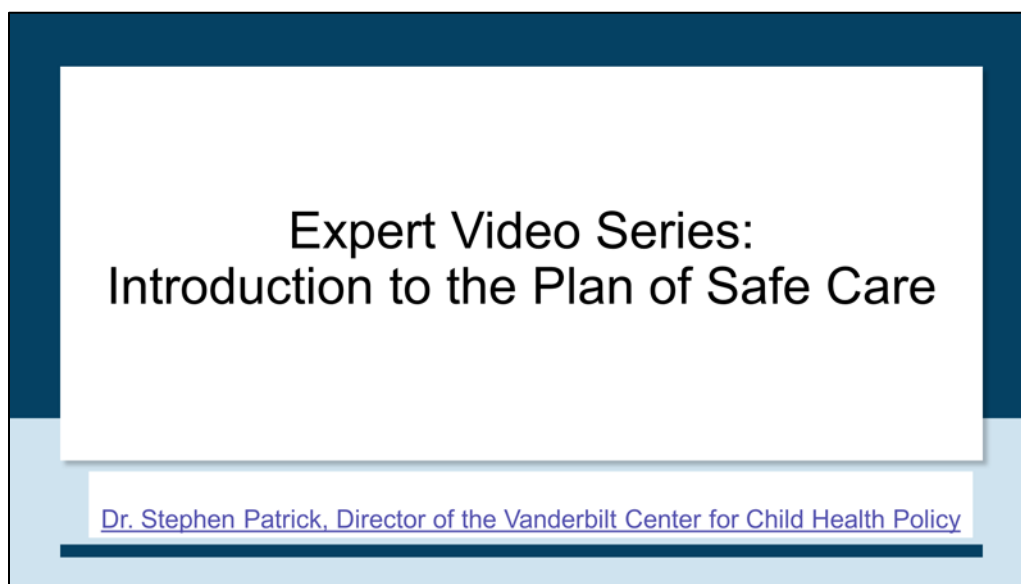 Expert Video Series:
Introduction to the Plan of Safe Care
Dr. Stephen Patrick, Director of the Vanderbilt Center for Child Health Policy